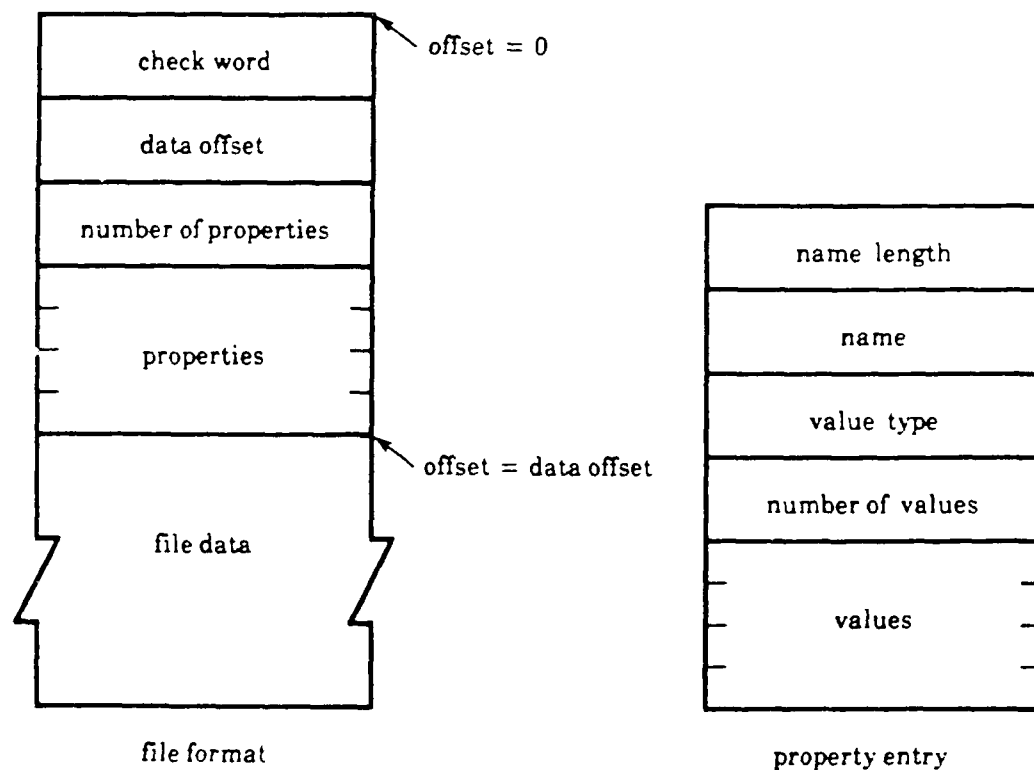 offset = 0
check word
data offset
number of properties
properties
offset = data offset
file data
file format
name length
name
value type
number of values
values
property entry